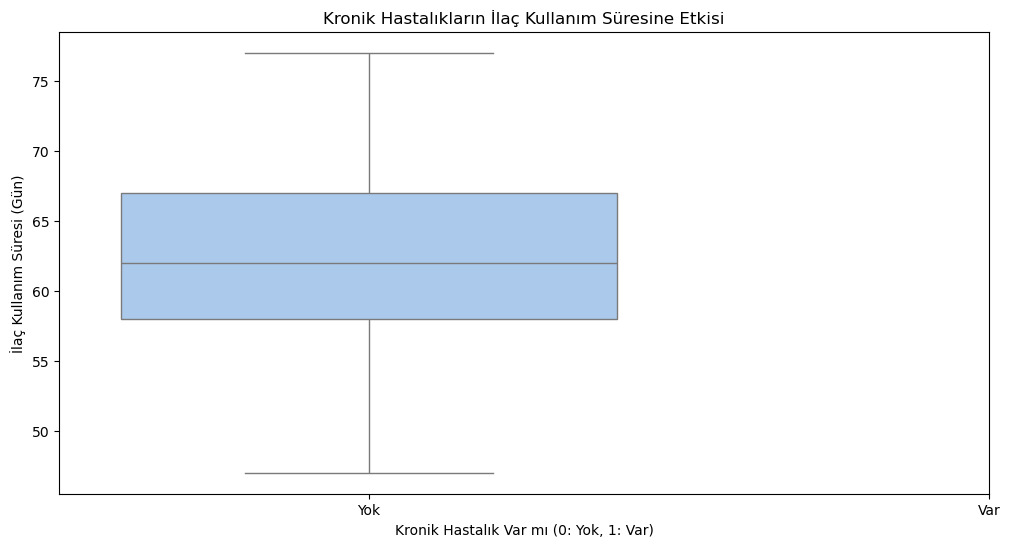 Kronik Hastalıkların İlaç Kullanım Süresine Etkisi
İlaç Kullanım Süresi (Gün)
75
70
65
60
55
50
Yok
Var
Kronik Hastalık Var mı (0: Yok, 1: Var)